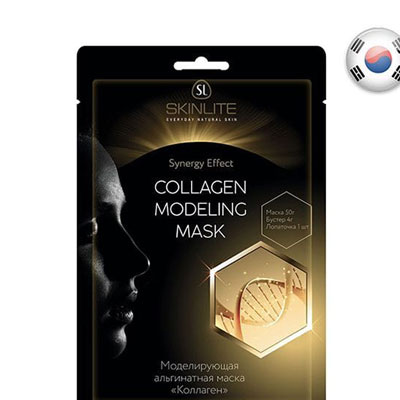 SL
SKINLITE
EVERYDAY NATURAL SKIN
Synergy Effect
COLLAGEN
MODELING
MASK
Маска 50г
Бустер 4г
Лопаточка 1 шт
Моделирующая
альгинатная маска
«Коллаген»